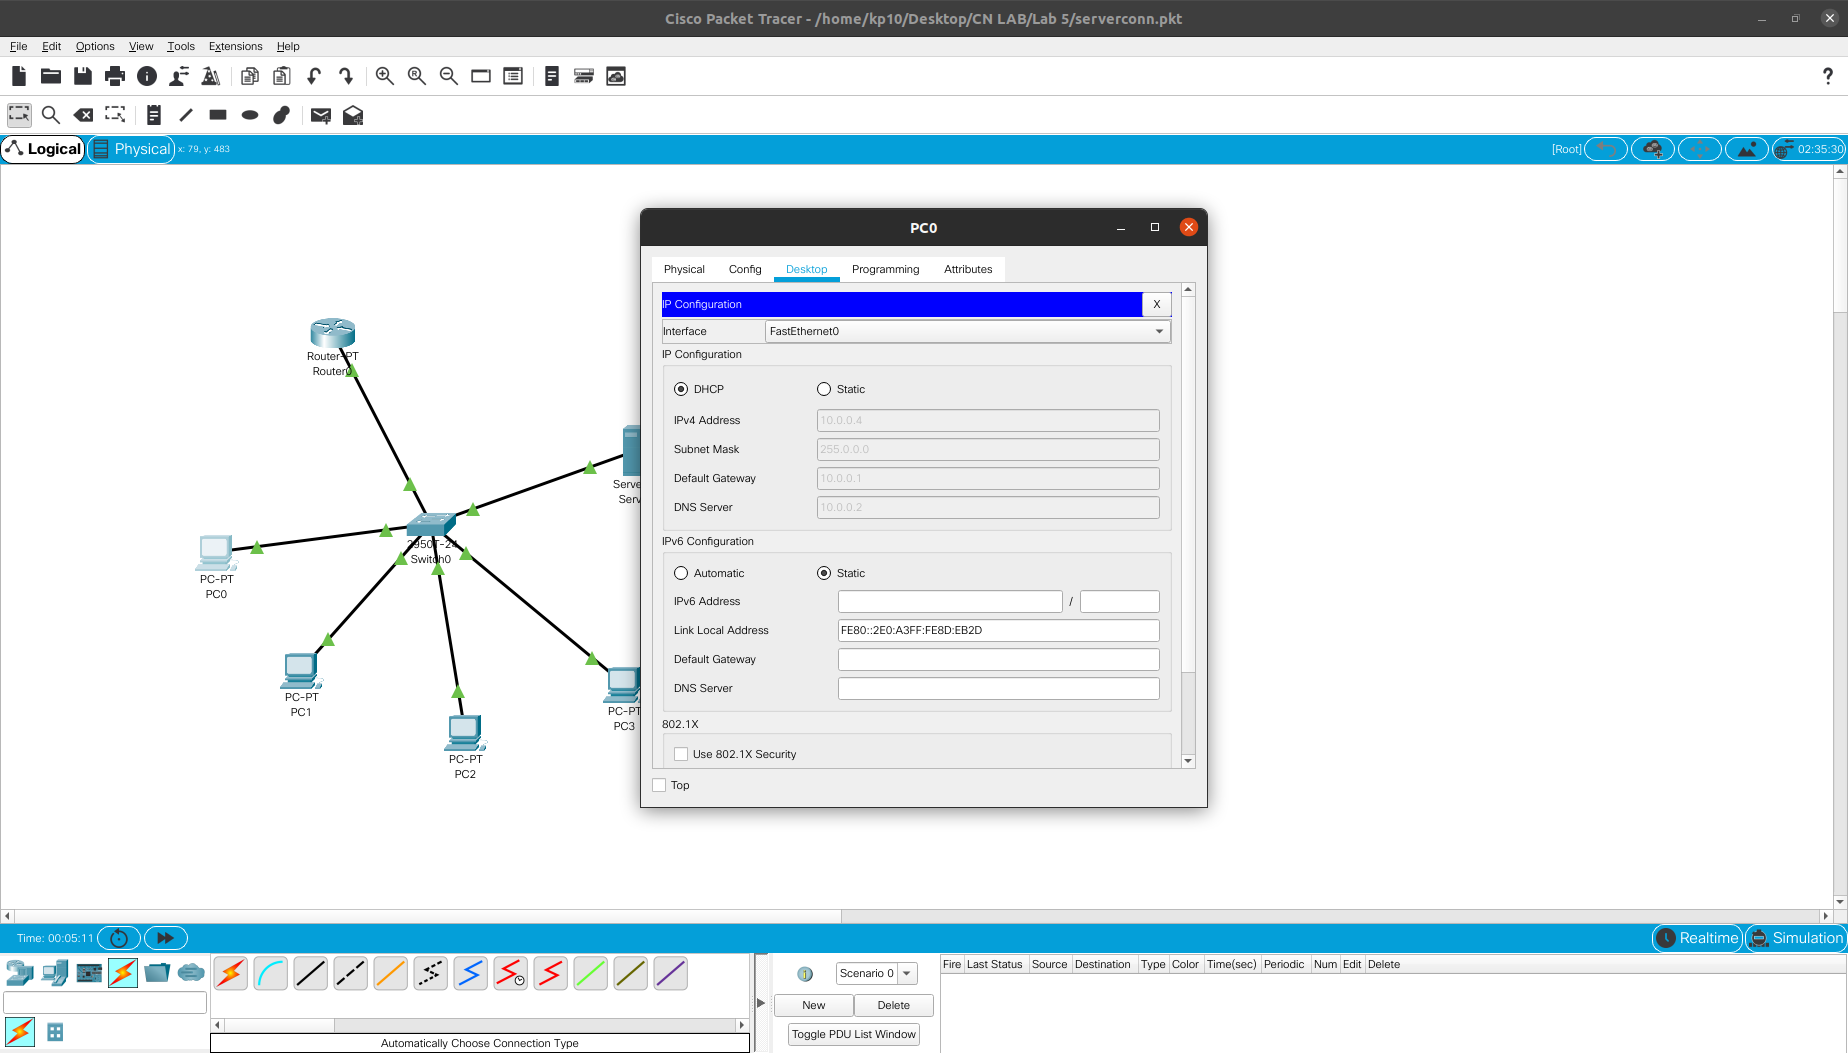 Cisco Packet Tracer - /home/kp10/Desktop/CN LAB/Lab 5/serverconn.pkt
File Edit Options View Tools Extensions Help
Logical Physical x: 79, y: 483 [Root] 02:35:30
PC0
Physical Config Desktop Programming Attributes
IP Configuration X
Interface FastEthernet0
IP Configuration
DHCP Static
IPv4 Address 10.0.0.4
Subnet Mask 255.0.0.0
Default Gateway 10.0.0.1
DNS Server 10.0.0.2
IPv6 Configuration
Automatic Static
IPv6 Address /
Link Local Address FE80::2E0:A3FF:FE8D:EB2D
Default Gateway
DNS Server
802.1X
Use 802.1X Security
Top
Router-PT
Router0
Serve
Serv
2950T-24
Switch0
PC-PT
PC0
PC-PT
PC1
PC-PT
PC2
PC-PT
PC3
Time: 00:05:11 Realtime Simulation
Scenario 0
New Delete
Toggle PDU List Window
Fire Last Status Source Destination Type Color Time(sec) Periodic Num Edit Delete
Automatically Choose Connection Type